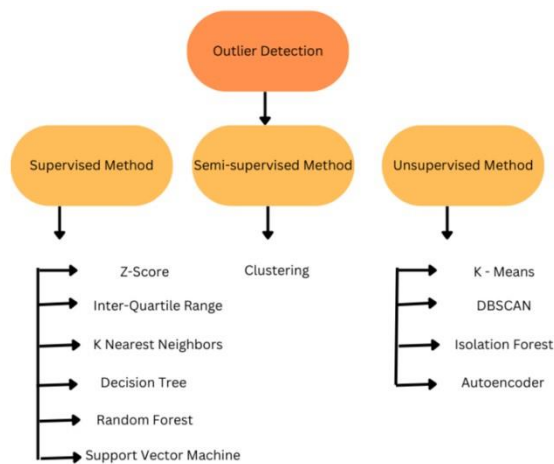 Outlier Detection
Supervised Method
Semi-supervised Method
Unsupervised Method
Z-Score
Inter-Quartile Range
K Nearest Neighbors
Decision Tree
Random Forest
Support Vector Machine
Clustering
K - Means
DBSCAN
Isolation Forest
Autoencoder